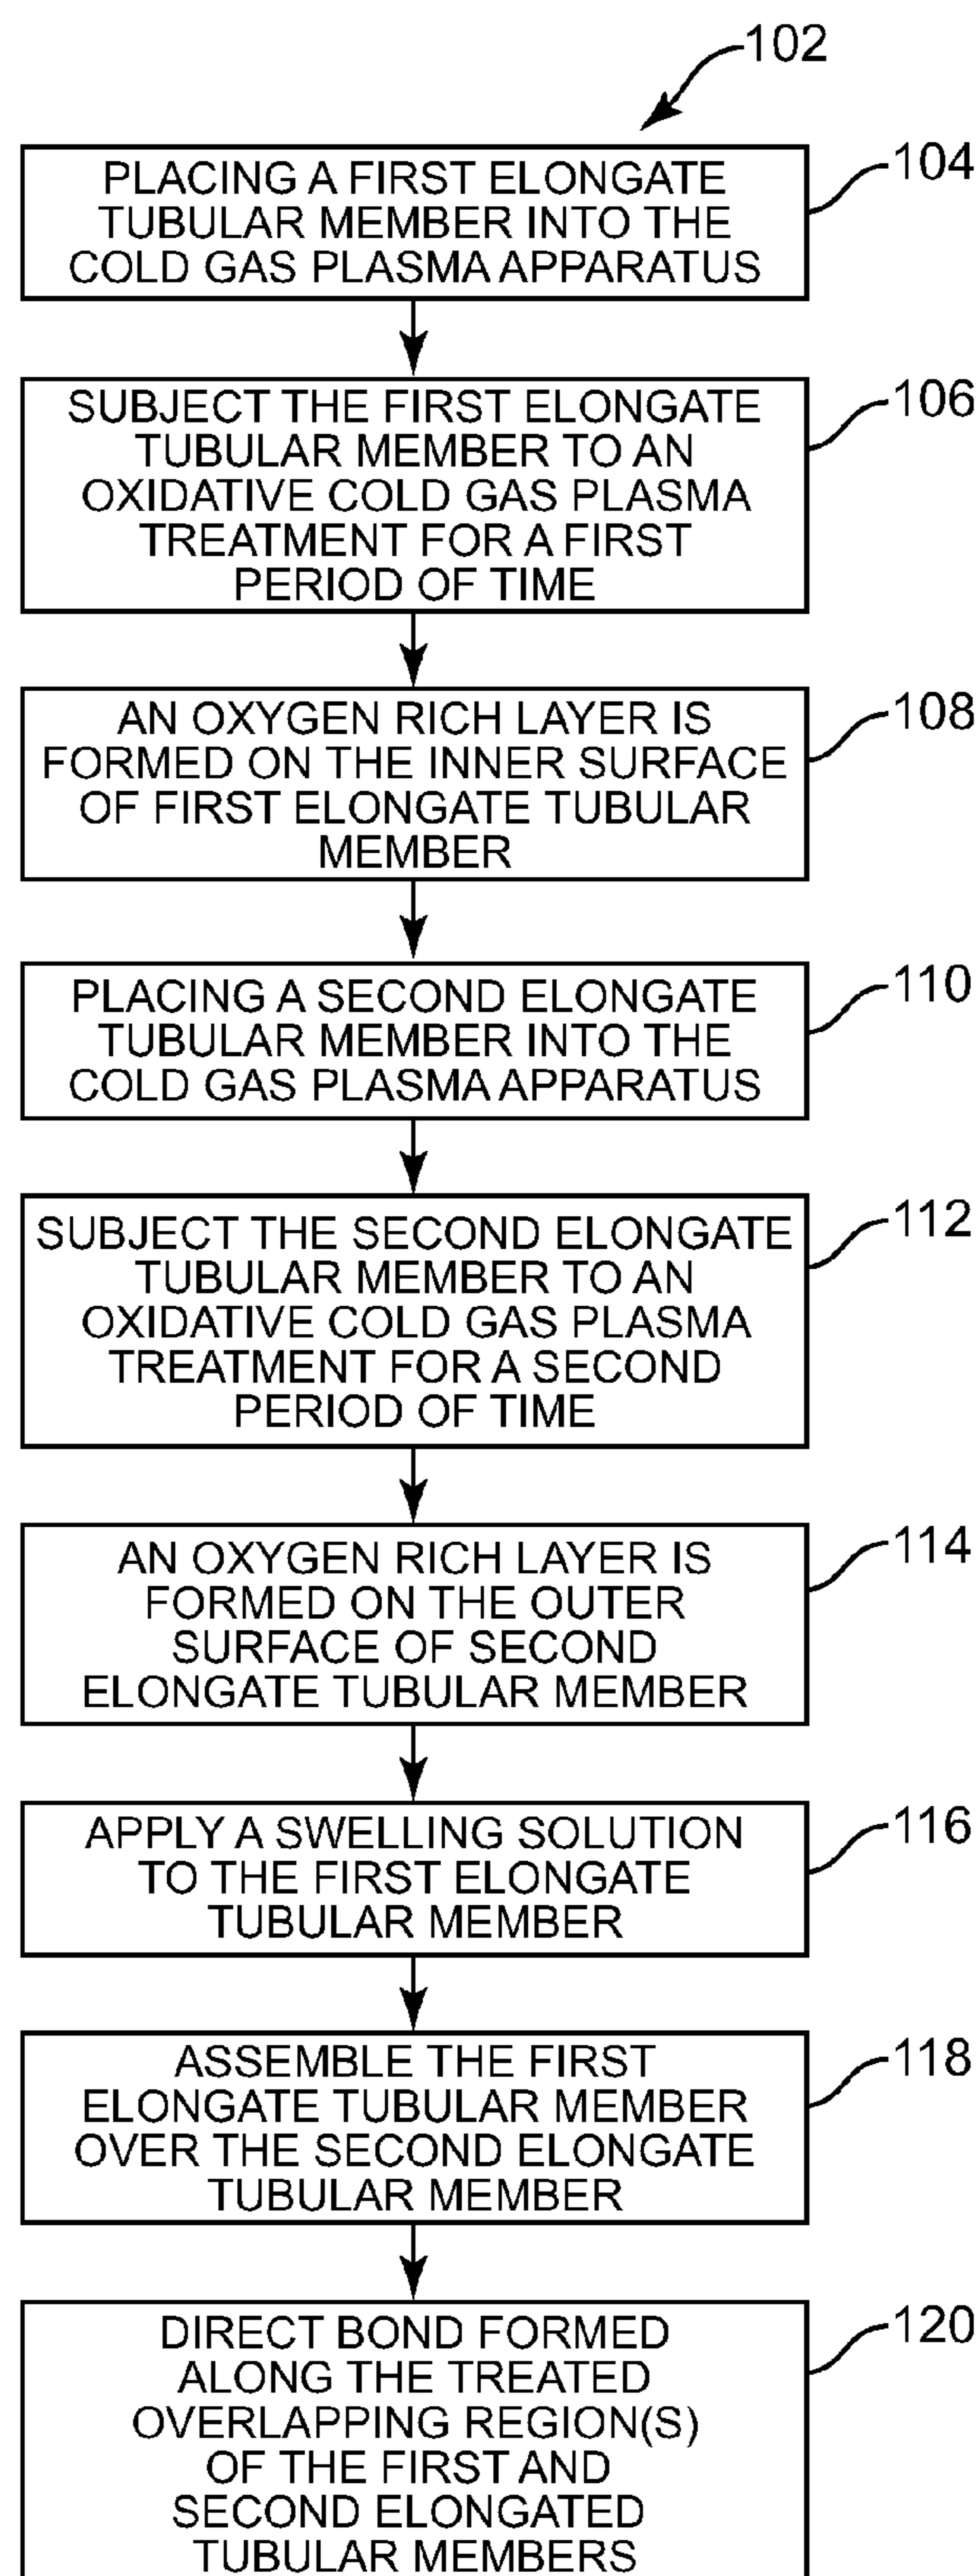 102
PLACING A FIRST ELONGATE
TUBULAR MEMBER INTO THE
COLD GAS PLASMA APPARATUS
104
SUBJECT THE FIRST ELONGATE
TUBULAR MEMBER TO AN
OXIDATIVE COLD GAS PLASMA
TREATMENT FOR A FIRST
PERIOD OF TIME
106
AN OXYGEN RICH LAYER IS
FORMED ON THE INNER SURFACE
OF FIRST ELONGATE TUBULAR
MEMBER
108
PLACING A SECOND ELONGATE
TUBULAR MEMBER INTO THE
COLD GAS PLASMA APPARATUS
110
SUBJECT THE SECOND ELONGATE
TUBULAR MEMBER TO AN
OXIDATIVE COLD GAS PLASMA
TREATMENT FOR A SECOND
PERIOD OF TIME
112
AN OXYGEN RICH LAYER IS
FORMED ON THE OUTER
SURFACE OF SECOND
ELONGATE TUBULAR MEMBER
114
APPLY A SWELLING SOLUTION
TO THE FIRST ELONGATE
TUBULAR MEMBER
116
ASSEMBLE THE FIRST
ELONGATE TUBULAR MEMBER
OVER THE SECOND ELONGATE
TUBULAR MEMBER
118
DIRECT BOND FORMED
ALONG THE TREATED
OVERLAPPING REGION(S)
OF THE FIRST AND
SECOND ELONGATED
TUBULAR MEMBERS
120